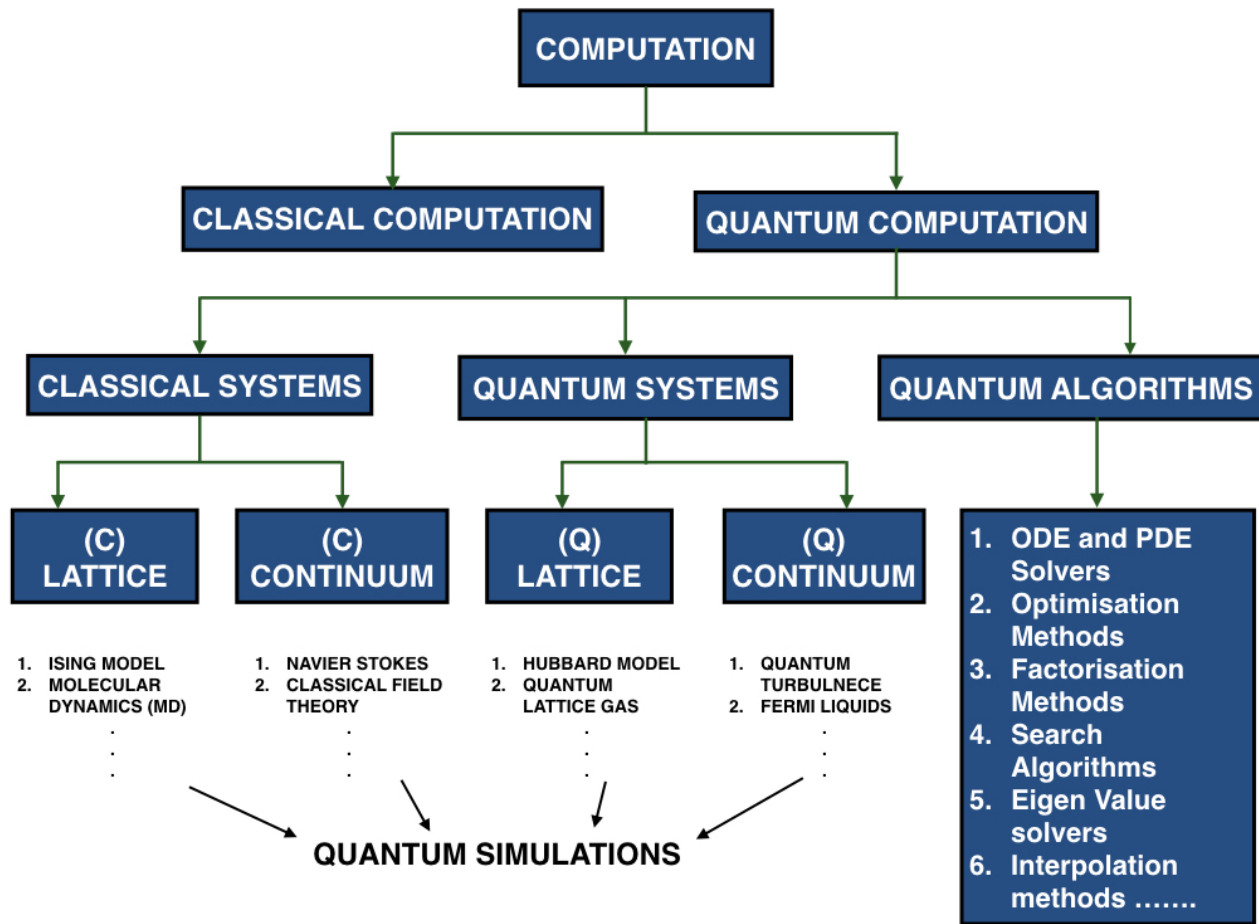 COMPUTATION
CLASSICAL COMPUTATION
QUANTUM COMPUTATION
CLASSICAL SYSTEMS
QUANTUM SYSTEMS
QUANTUM ALGORITHMS
(C)
LATTICE
(C)
CONTINUUM
(Q)
LATTICE
(Q)
CONTINUUM
1. ISING MODEL
2. MOLECULAR
DYNAMICS (MD)
.
.
.
1. NAVIER STOKES
2. CLASSICAL FIELD
THEORY
.
.
.
1. HUBBARD MODEL
2. QUANTUM
LATTICE GAS
.
.
.
1. QUANTUM
TURBULNECE
2. FERMI LIQUIDS
.
.
.
QUANTUM SIMULATIONS
1. ODE and PDE
Solvers
2. Optimisation
Methods
3. Factorisation
Methods
4. Search
Algorithms
5. Eigen Value
solvers
6. Interpolation
methods .......